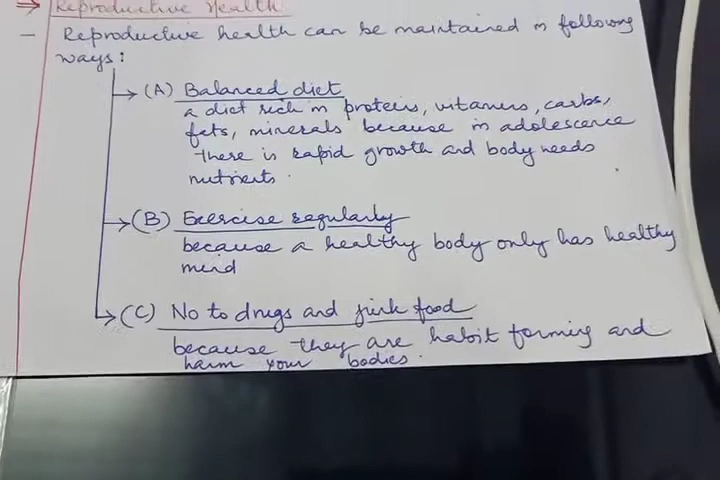 ⇒ Reproductive Health
– Reproductive health can be maintained in following
ways:
→ (A) Balanced diet
a diet rich in proteins, vitamins, carbs,
fats, minerals because in adolescence
there is rapid growth and body needs
nutrients.
→ (B) Exercise regularly
because a healthy body only has healthy
mind
→ (C) No to drugs and junk food
because they are habit forming and
harm your bodies.